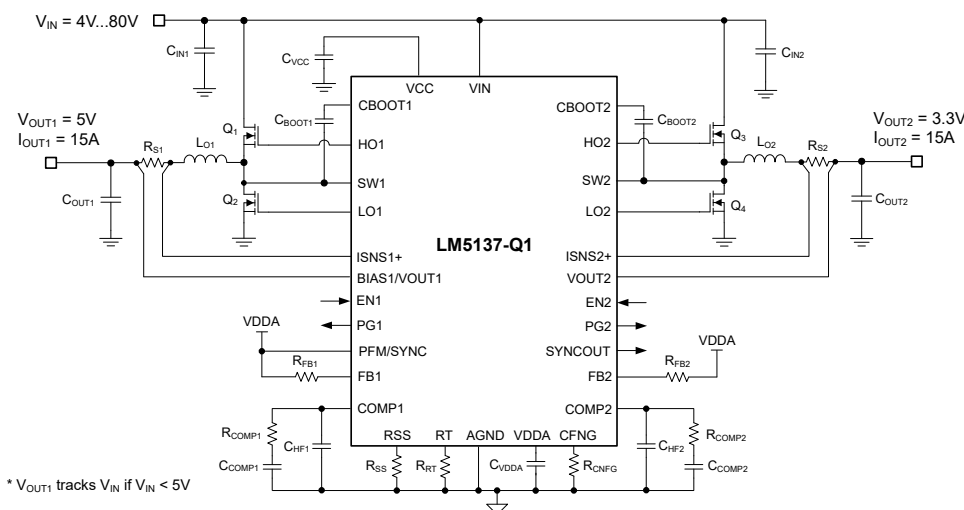 VIN = 4V...80V
CIN1
CVCC
CIN2
VCC
VIN
VOUT1 = 5V
IOUT1 = 15A
CBOOT1
CBOOT2
VOUT2 = 3.3V
IOUT2 = 15A
CBOOT1
CBOOT2
Q1
HO1
HO2
Q3
RS1
LO1
LO2
RS2
SW1
SW2
Q2
Q4
COUT1
LO1
LO2
COUT2
LM5137-Q1
ISNS1+
ISNS2+
BIAS1/VOUT1
VOUT2
EN1
EN2
VDDA
PG1
PG2
VDDA
PFM/SYNC
SYNCOUT
RFB1
FB1
FB2
RFB2
COMP1
COMP2
RCOMP1
CHF1
CCOMP1
RSS
RT
AGND
VDDA
CFNG
CHF2
RCOMP2
CCOMP2
RSS
RRT
CVDDA
RCNFG
* VOUT1 tracks VIN if VIN < 5V